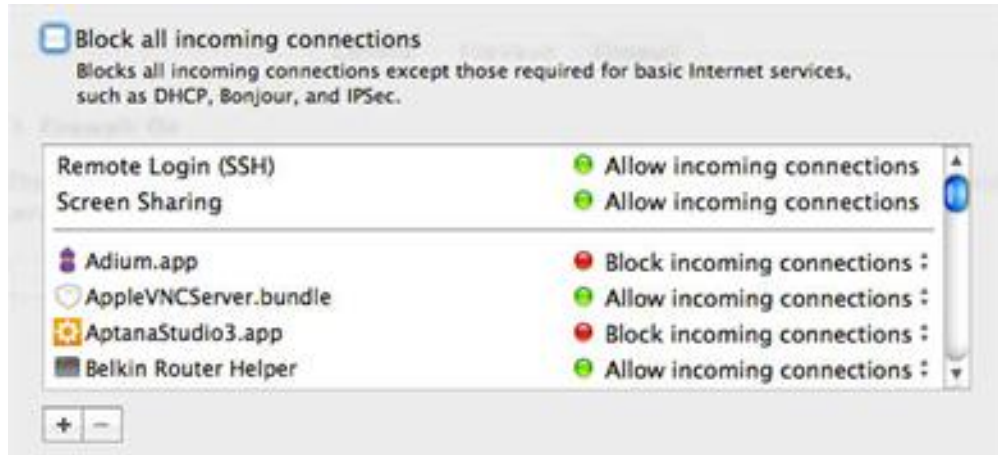 Block all incoming connections
Blocks all incoming connections except those required for basic Internet services,
such as DHCP, Bonjour, and IPSec.
Firewall: On
Remote Login (SSH) Allow incoming connections
Screen Sharing Allow incoming connections
Adium.app Block incoming connections
AppleVNCServer.bundle Allow incoming connections
AptanaStudio3.app Block incoming connections
Belkin Router Helper Allow incoming connections
+ −